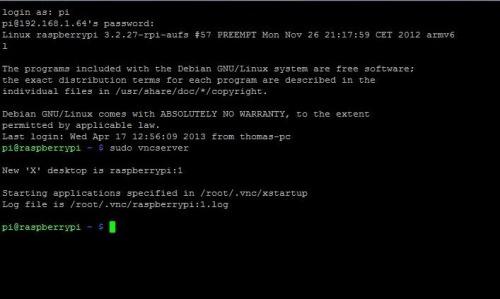 login as: pi
pi@192.168.1.64's password:
Linux raspberrypi 3.2.27-rpi-aufs #57 PREEMPT Mon Nov 26 21:17:59 CET 2012 armv6
l
The programs included with the Debian GNU/Linux system are free software;
the exact distribution terms for each program are described in the
individual files in /usr/share/doc/*/copyright.
Debian GNU/Linux comes with ABSOLUTELY NO WARRANTY, to the extent
permitted by applicable law.
Last login: Wed Apr 17 12:56:09 2013 from thomas-pc
pi@raspberrypi ~ $ sudo vncserver
New 'X' desktop is raspberrypi:1
Starting applications specified in /root/.vnc/xstartup
Log file is /root/.vnc/raspberrypi:1.log
pi@raspberrypi ~ $